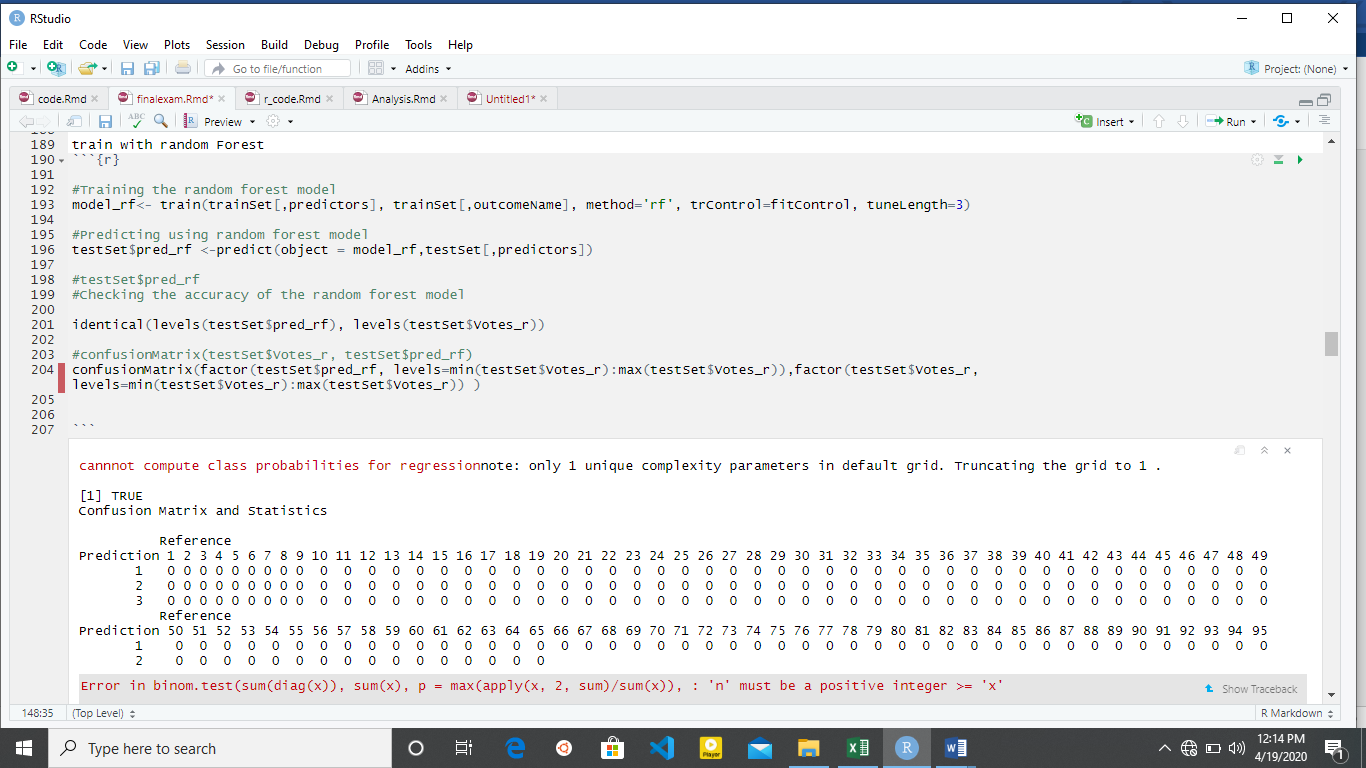 RStudio
File Edit Code View Plots Session Build Debug Profile Tools Help
Go to file/function Addins Project: (None)
code.Rmd finalexam.Rmd* r_code.Rmd Analysis.Rmd Untitled1*
ABC Preview Insert Run
189 train with random Forest
190 ```{r}
191
192 #Training the random forest model
193 model_rf<- train(trainSet[,predictors], trainSet[,outcomeName], method='rf', trControl=fitControl, tuneLength=3)
194
195 #Predicting using random forest model
196 testSet$pred_rf <-predict(object = model_rf,testSet[,predictors])
197
198 #testSet$pred_rf
199 #Checking the accuracy of the random forest model
200
201 identical(levels(testSet$pred_rf), levels(testSet$Votes_r))
202
203 #confusionMatrix(testSet$Votes_r, testSet$pred_rf)
204 confusionMatrix(factor(testSet$pred_rf, levels=min(testSet$Votes_r):max(testSet$Votes_r)),factor(testSet$Votes_r,
levels=min(testSet$Votes_r):max(testSet$Votes_r)) )
205
206
207 ```
cannnot compute class probabilities for regressionnote: only 1 unique complexity parameters in default grid. Truncating the grid to 1 .
[1] TRUE
Confusion Matrix and Statistics
Reference
Prediction 1 2 3 4 5 6 7 8 9 10 11 12 13 14 15 16 17 18 19 20 21 22 23 24 25 26 27 28 29 30 31 32 33 34 35 36 37 38 39 40 41 42 43 44 45 46 47 48 49
1 0 0 0 0 0 0 0 0 0 0 0 0 0 0 0 0 0 0 0 0 0 0 0 0 0 0 0 0 0 0 0 0 0 0 0 0 0 0 0 0 0 0 0 0 0 0 0 0 0
2 0 0 0 0 0 0 0 0 0 0 0 0 0 0 0 0 0 0 0 0 0 0 0 0 0 0 0 0 0 0 0 0 0 0 0 0 0 0 0 0 0 0 0 0 0 0 0 0 0
3 0 0 0 0 0 0 0 0 0 0 0 0 0 0 0 0 0 0 0 0 0 0 0 0 0 0 0 0 0 0 0 0 0 0 0 0 0 0 0 0 0 0 0 0 0 0 0 0 0
Reference
Prediction 50 51 52 53 54 55 56 57 58 59 60 61 62 63 64 65 66 67 68 69 70 71 72 73 74 75 76 77 78 79 80 81 82 83 84 85 86 87 88 89 90 91 92 93 94 95
1 0 0 0 0 0 0 0 0 0 0 0 0 0 0 0 0 0 0 0 0 0 0 0 0 0 0 0 0 0 0 0 0 0 0 0 0 0 0 0 0 0 0 0 0 0 0
2 0 0 0 0 0 0 0 0 0 0 0 0 0 0 0 0
Error in binom.test(sum(diag(x)), sum(x), p = max(apply(x, 2, sum)/sum(x)), : 'n' must be a positive integer >= 'x'
Show Traceback
148:35 (Top Level) R Markdown
Type here to search
Player
12:14 PM
4/19/2020
1